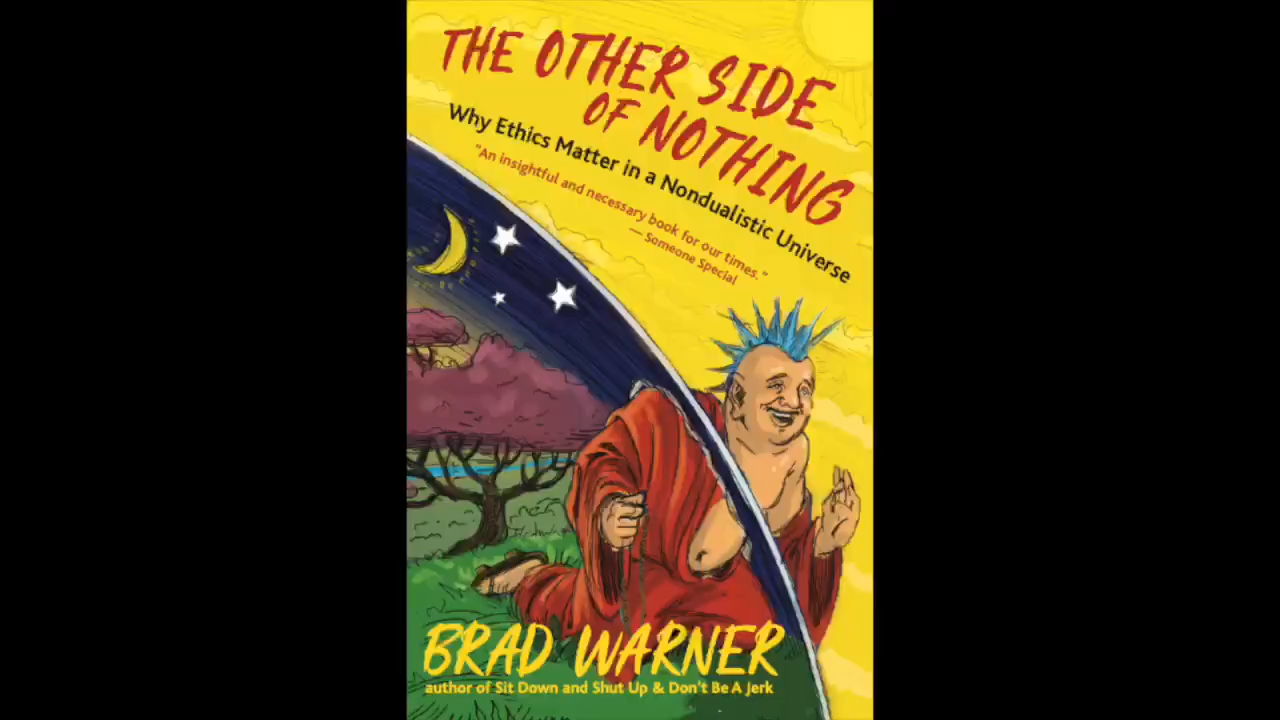 THE OTHER SIDE
OF NOTHING
Why Ethics Matter in a Nondualistic Universe
"An insightful and necessary book for our times."
— Someone Special
BRAD WARNER
author of Sit Down and Shut Up & Don't Be A Jerk